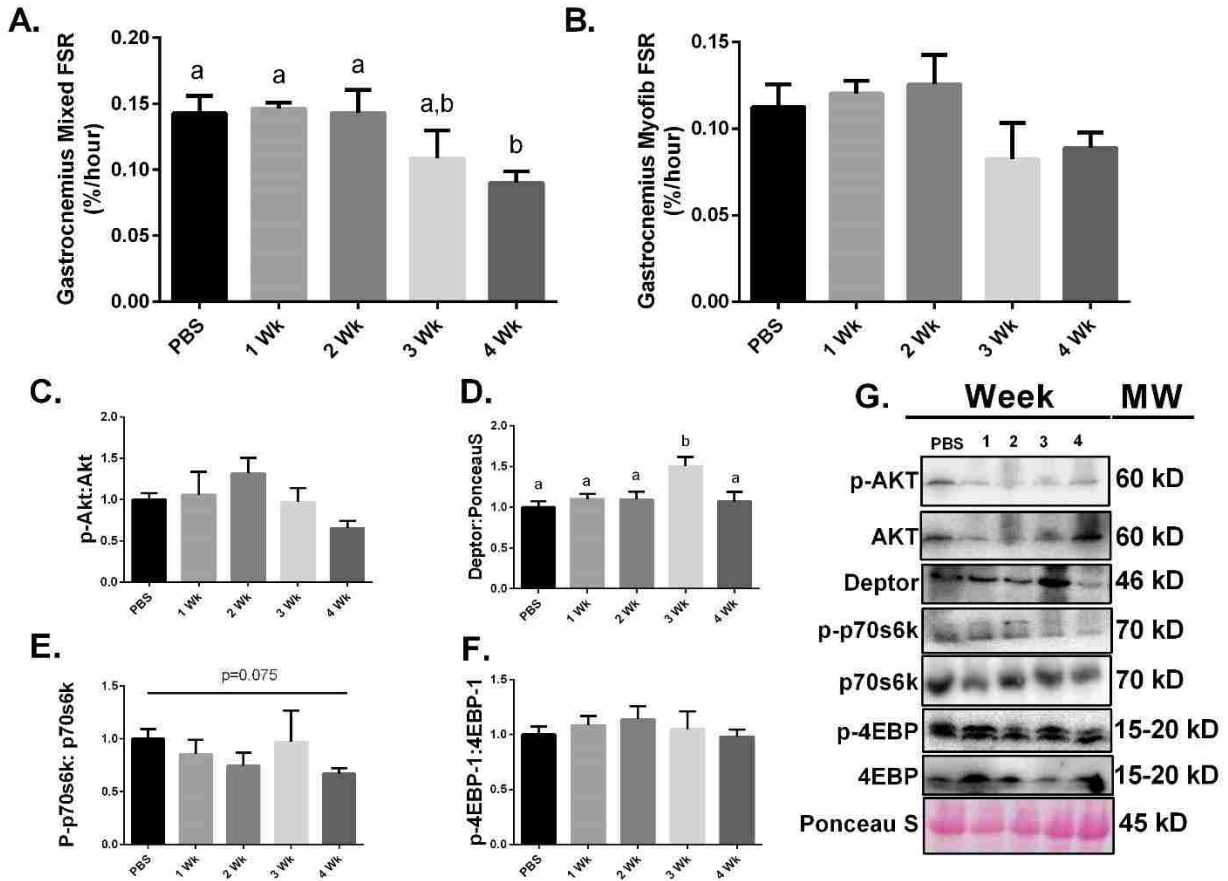 A.
Gastrocnemius Mixed FSR
(%/hour)
0.20
0.15
0.10
0.05
0.00
a
a
a
a,b
b
PBS
1 Wk
2 Wk
3 Wk
4 Wk
B.
Gastrocnemius Myofib FSR
(%/hour)
0.15
0.10
0.05
0.00
PBS
1 Wk
2 Wk
3 Wk
4 Wk
C.
p-Akt:Akt
2.0
1.5
1.0
0.5
0.0
PBS
1 Wk
2 Wk
3 Wk
4 Wk
D.
Deptor:PonceauS
2.0
1.5
1.0
0.5
0.0
a
a
a
b
a
PBS
1 Wk
2 Wk
3 Wk
4 Wk
E.
P-p70s6k: p70s6k
1.5
1.0
0.5
0.0
p=0.075
PBS
1 Wk
2 Wk
3 Wk
4 Wk
F.
p-4EBP-1:4EBP-1
1.5
1.0
0.5
0.0
PBS
1 Wk
2 Wk
3 Wk
4 Wk
G.
Week MW
PBS 1 2 3 4
p-AKT 60 kD
AKT 60 kD
Deptor 46 kD
p-p70s6k 70 kD
p70s6k 70 kD
p-4EBP 15-20 kD
4EBP 15-20 kD
Ponceau S 45 kD